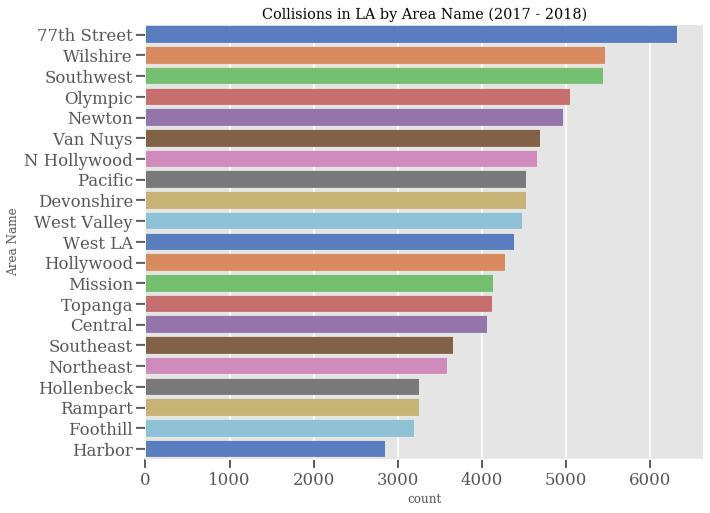 Collisions in LA by Area Name (2017 - 2018)
77th Street
Wilshire
Southwest
Olympic
Newton
Van Nuys
N Hollywood
Pacific
Devonshire
West Valley
West LA
Hollywood
Mission
Topanga
Central
Southeast
Northeast
Hollenbeck
Rampart
Foothill
Harbor
Area Name
0 1000 2000 3000 4000 5000 6000
count